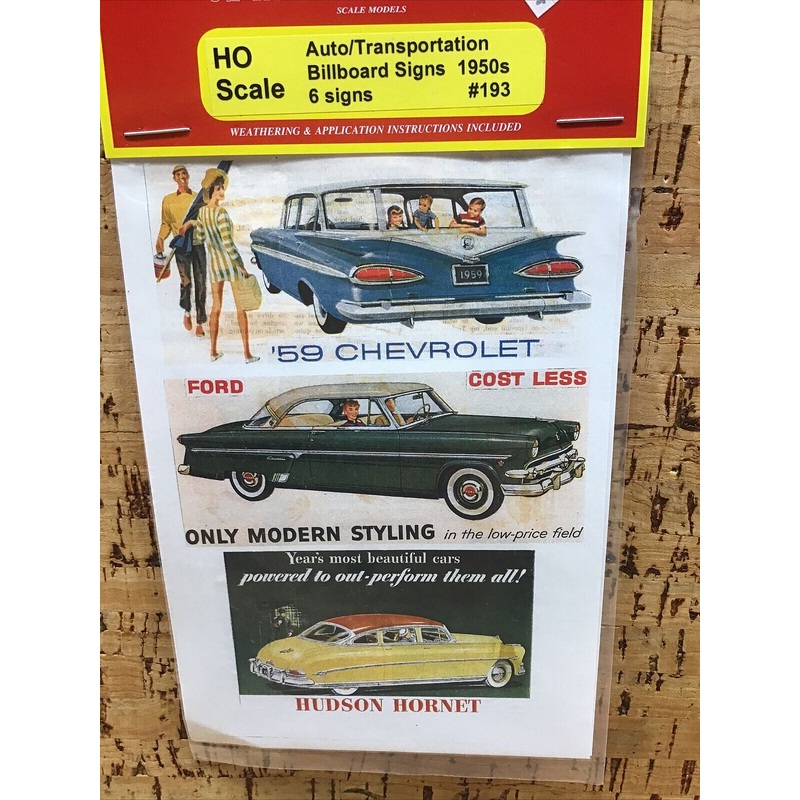 SCALE MODELS
HO
Scale
Auto/Transportation
Billboard Signs 1950s
6 signs #193
WEATHERING & APPLICATION INSTRUCTIONS INCLUDED
1959
'59 CHEVROLET
FORD
COST LESS
ONLY MODERN STYLING in the low-price field
Year's most beautiful cars
powered to out-perform them all!
HUDSON HORNET